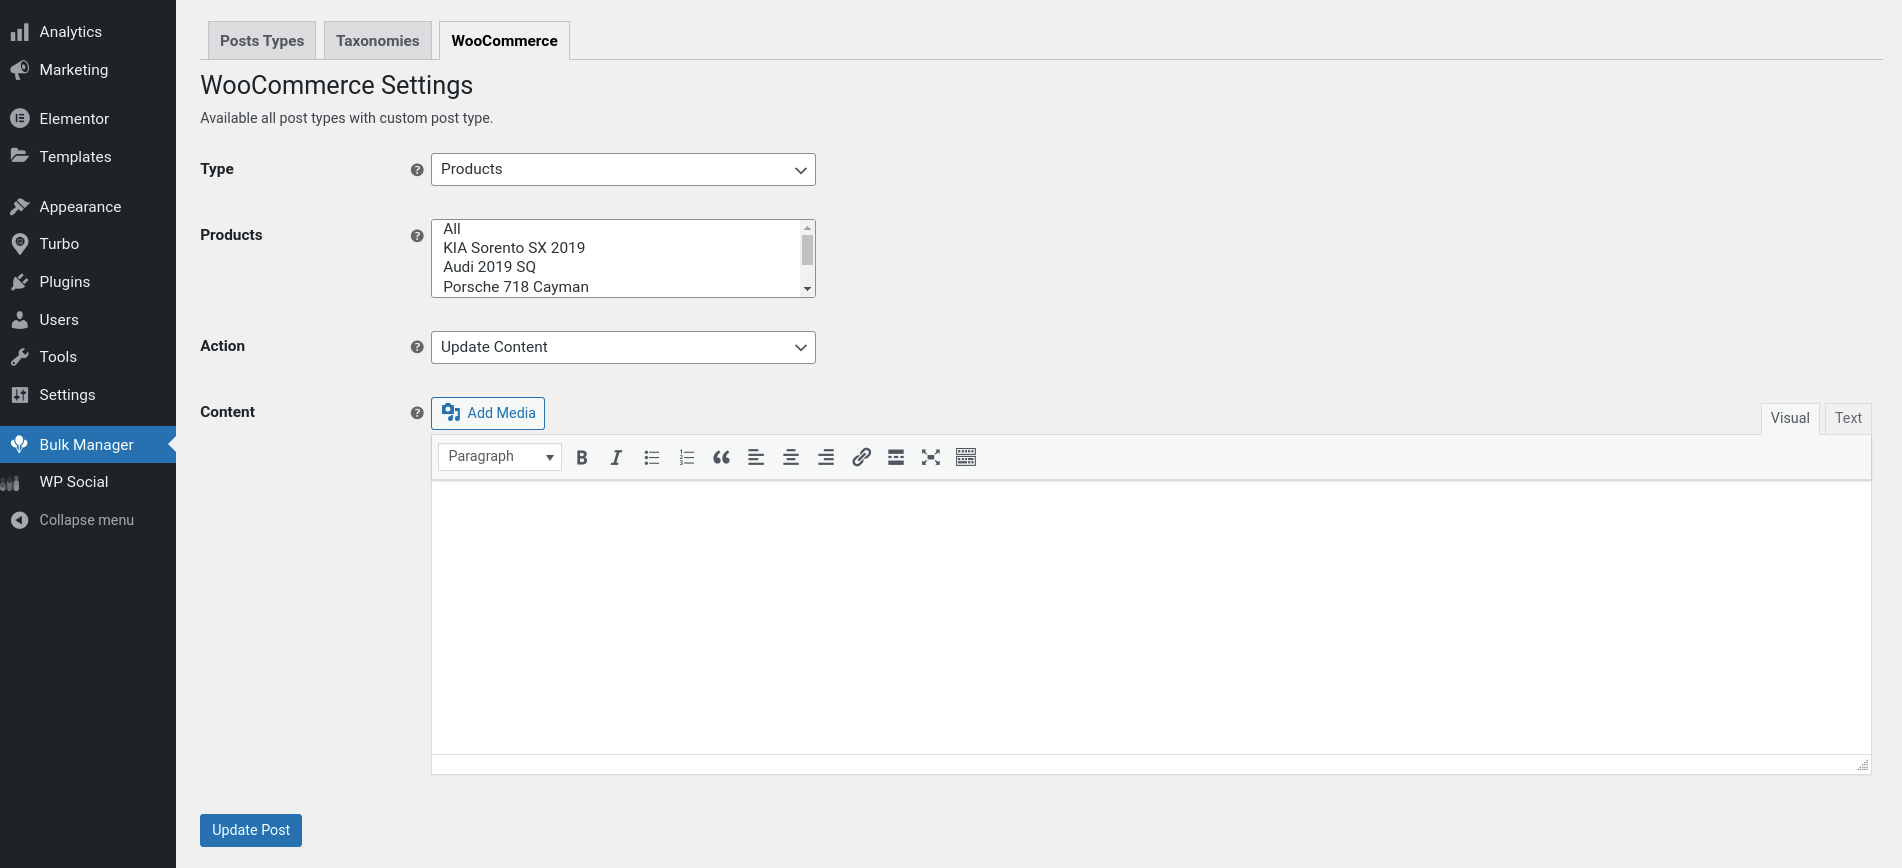 Analytics
Marketing
Elementor
Templates
Appearance
Turbo
Plugins
Users
Tools
Settings
Bulk Manager
WP Social
Collapse menu
Posts Types
Taxonomies
WooCommerce
WooCommerce Settings
Available all post types with custom post type.
Type
Products
Products
All
KIA Sorento SX 2019
Audi 2019 SQ
Porsche 718 Cayman
Action
Update Content
Content
Add Media
Visual
Text
Paragraph
Update Post